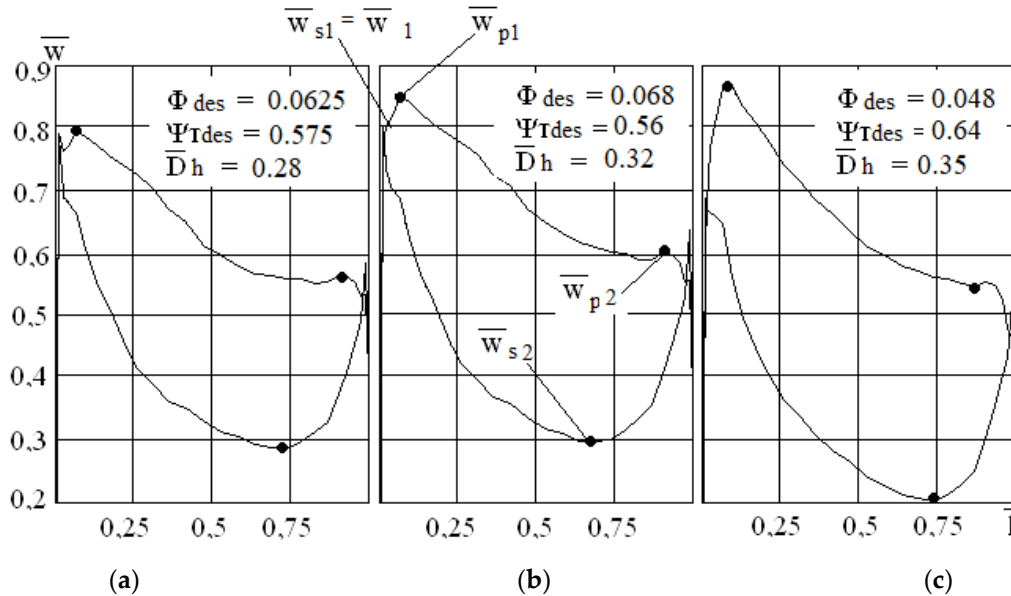 w̅ s1 = w̅ 1
w̅ p1
w̅
0,9
0,8
0,7
0,6
0,5
0,4
0,3
0,2
Φ des = 0.0625
Ψтdes = 0.575
D̅ h = 0.28
Φ des = 0.068
Ψтdes = 0.56
D̅ h = 0.32
Φ des = 0.048
Ψтdes = 0.64
D̅ h = 0.35
w̅ p 2
w̅ s 2
0,25 0,5 0,75
0,25 0,5 0,75
0,25 0,5 0,75
(a) (b) (c)